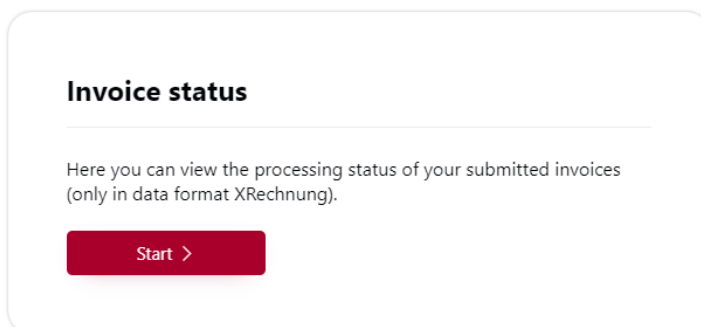 Invoice status
Here you can view the processing status of your submitted invoices
(only in data format XRechnung).
Start